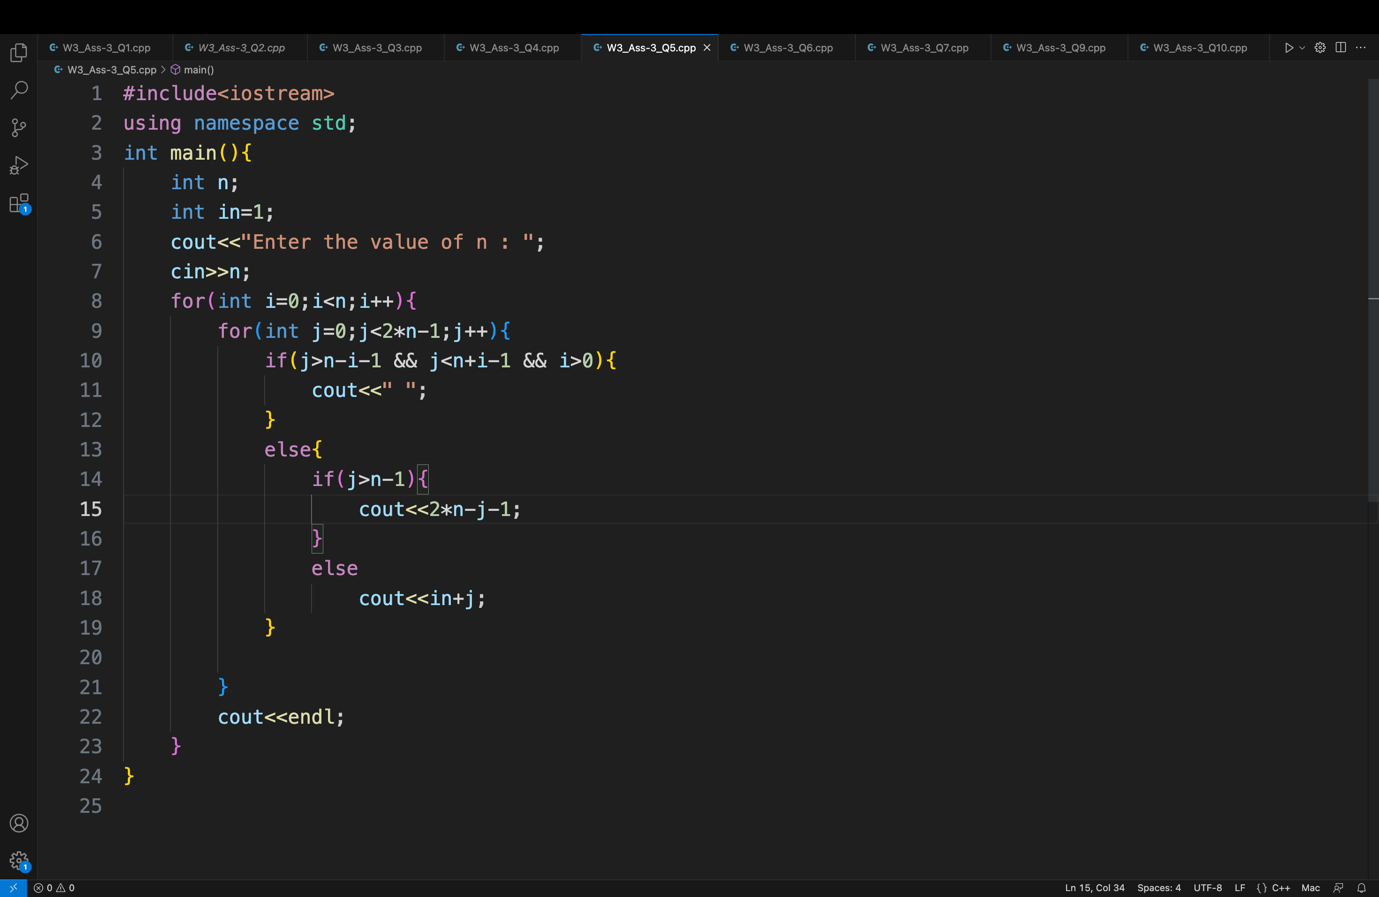 W3_Ass-3_Q1.cpp W3_Ass-3_Q2.cpp W3_Ass-3_Q3.cpp W3_Ass-3_Q4.cpp W3_Ass-3_Q5.cpp W3_Ass-3_Q6.cpp W3_Ass-3_Q7.cpp W3_Ass-3_Q9.cpp W3_Ass-3_Q10.cpp
W3_Ass-3_Q5.cpp > main()
1 #include<iostream>
2 using namespace std;
3 int main(){
4     int n;
5     int in=1;
6     cout<<"Enter the value of n : ";
7     cin>>n;
8     for(int i=0;i<n;i++){
9         for(int j=0;j<2*n-1;j++){
10             if(j>n-i-1 && j<n+i-1 && i>0){
11                 cout<<" ";
12             }
13             else{
14                 if(j>n-1){
15                     cout<<2*n-j-1;
16                 }
17                 else
18                     cout<<in+j;
19             }
20
21         }
22         cout<<endl;
23     }
24 }
25
1
1
0 0 Ln 15, Col 34 Spaces: 4 UTF-8 LF {} C++ Mac